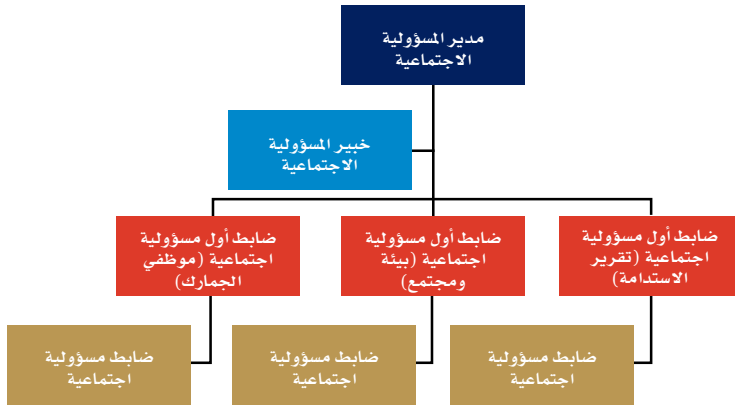 مدير المسؤولية
الاجتماعية
خبير المسؤولية
الاجتماعية
ضابط أول مسؤولية
اجتماعية (تقرير
الاستدامة)
ضابط أول مسؤولية
اجتماعية (بيئة
ومجتمع)
ضابط أول مسؤولية
اجتماعية (موظفي
الجمارك)
ضابط مسؤولية
اجتماعية
ضابط مسؤولية
اجتماعية
ضابط مسؤولية
اجتماعية